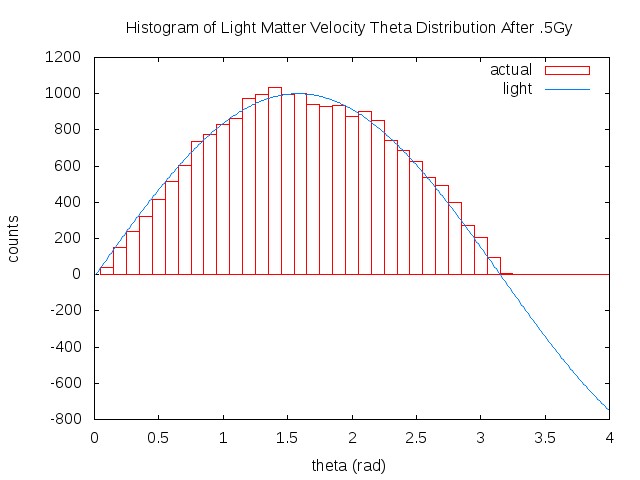 Histogram of Light Matter Velocity Theta Distribution After .5Gy
1200
1000
800
600
400
200
0
-200
-400
-600
-800
counts
actual
light
0 0.5 1 1.5 2 2.5 3 3.5 4
theta (rad)